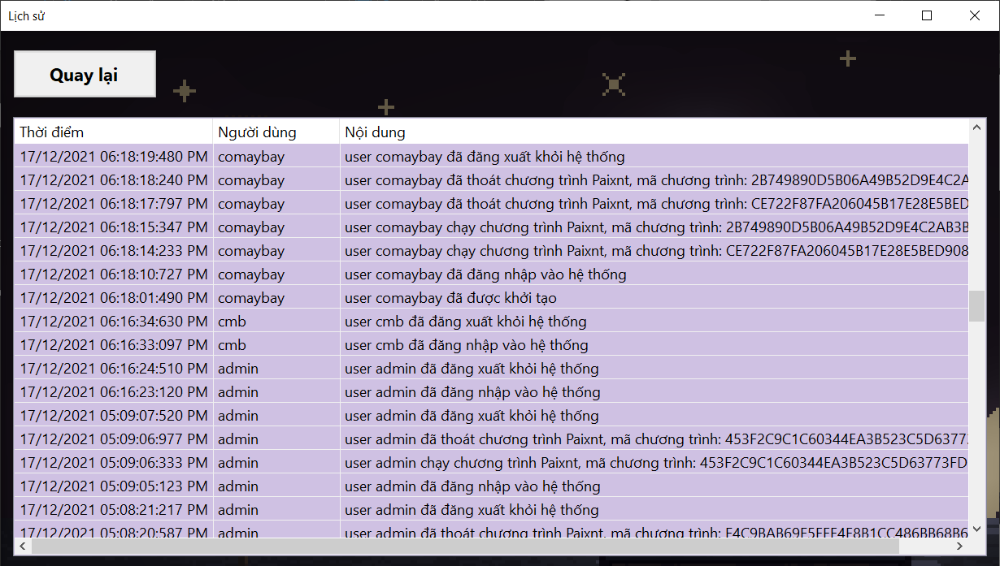 Lịch sử
Quay lại
Thời điểm Người dùng Nội dung
17/12/2021 06:18:19:480 PM comaybay user comaybay đã đăng xuất khỏi hệ thống
17/12/2021 06:18:18:240 PM comaybay user comaybay đã thoát chương trình Paixnt, mã chương trình: 2B749890D5B06A49B52D9E4C2A
17/12/2021 06:18:17:797 PM comaybay user comaybay đã thoát chương trình Paixnt, mã chương trình: CE722F87FA206045B17E28E5BED
17/12/2021 06:18:15:347 PM comaybay user comaybay chạy chương trình Paixnt, mã chương trình: 2B749890D5B06A49B52D9E4C2AB3B
17/12/2021 06:18:14:233 PM comaybay user comaybay chạy chương trình Paixnt, mã chương trình: CE722F87FA206045B17E28E5BED908
17/12/2021 06:18:10:727 PM comaybay user comaybay đã đăng nhập vào hệ thống
17/12/2021 06:18:01:490 PM comaybay user comaybay đã được khởi tạo
17/12/2021 06:16:34:630 PM cmb user cmb đã đăng xuất khỏi hệ thống
17/12/2021 06:16:33:097 PM cmb user cmb đã đăng nhập vào hệ thống
17/12/2021 06:16:24:510 PM admin user admin đã đăng xuất khỏi hệ thống
17/12/2021 06:16:23:120 PM admin user admin đã đăng nhập vào hệ thống
17/12/2021 05:09:07:520 PM admin user admin đã đăng xuất khỏi hệ thống
17/12/2021 05:09:06:977 PM admin user admin đã thoát chương trình Paixnt, mã chương trình: 453F2C9C1C60344EA3B523C5D63773
17/12/2021 05:09:06:333 PM admin user admin chạy chương trình Paixnt, mã chương trình: 453F2C9C1C60344EA3B523C5D63773FD
17/12/2021 05:09:05:123 PM admin user admin đã đăng nhập vào hệ thống
17/12/2021 05:08:21:217 PM admin user admin đã đăng xuất khỏi hệ thống
17/12/2021 05:08:20:587 PM admin user admin đã thoát chương trình Paixnt, mã chương trình: